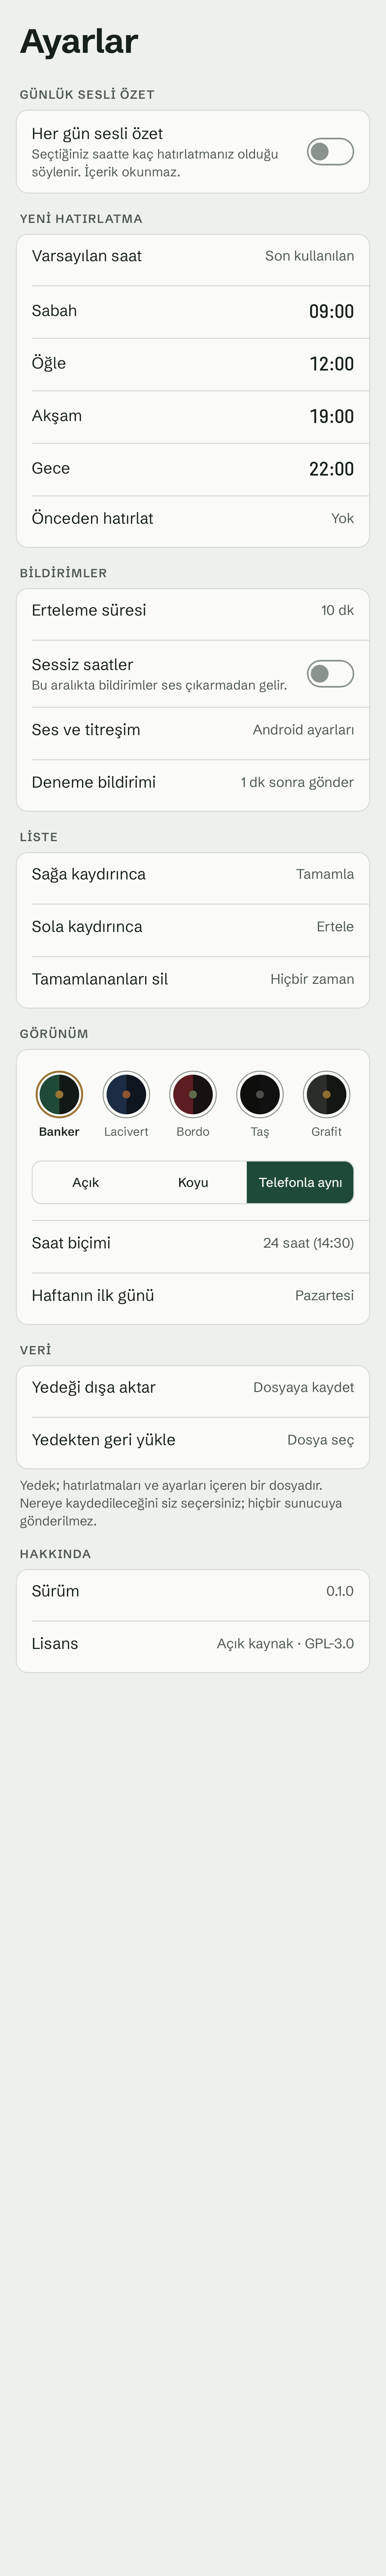 Ayarlar
GÜNLÜK SESLİ ÖZET
Her gün sesli özet
Seçtiğiniz saatte kaç hatırlatmanız olduğu
söylenir. İçerik okunmaz.
YENİ HATIRLATMA
Varsayılan saat Son kullanılan
Sabah 09:00
Öğle 12:00
Akşam 19:00
Gece 22:00
Önceden hatırlat Yok
BİLDİRİMLER
Erteleme süresi 10 dk
Sessiz saatler
Bu aralıkta bildirimler ses çıkarmadan gelir.
Ses ve titreşim Android ayarları
Deneme bildirimi 1 dk sonra gönder
LİSTE
Sağa kaydırınca Tamamla
Sola kaydırınca Ertele
Tamamlananları sil Hiçbir zaman
GÖRÜNÜM
Banker Lacivert Bordo Taş Grafit
Açık Koyu Telefonla aynı
Saat biçimi 24 saat (14:30)
Haftanın ilk günü Pazartesi
VERİ
Yedeği dışa aktar Dosyaya kaydet
Yedekten geri yükle Dosya seç
Yedek; hatırlatmaları ve ayarları içeren bir dosyadır.
Nereye kaydedileceğini siz seçersiniz; hiçbir sunucuya
gönderilmez.
HAKKINDA
Sürüm 0.1.0
Lisans Açık kaynak · GPL-3.0